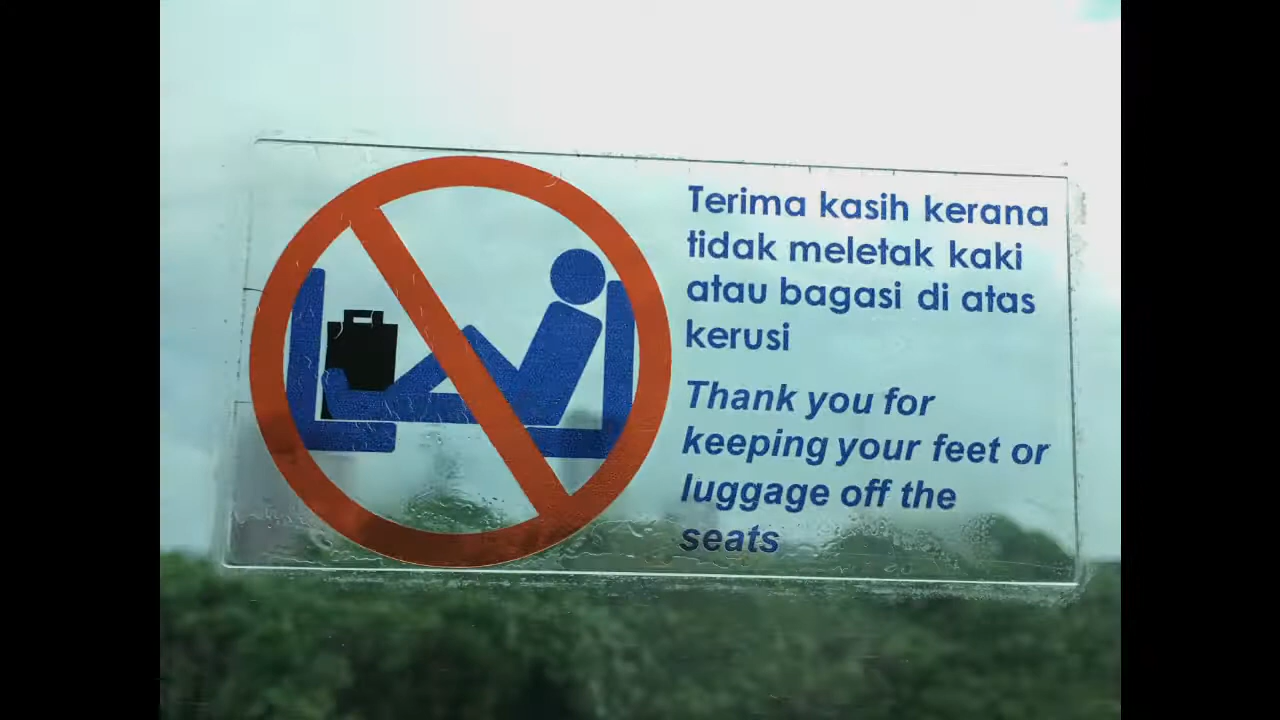 Terima kasih kerana
tidak meletak kaki
atau bagasi di atas
kerusi
Thank you for
keeping your feet or
luggage off the
seats